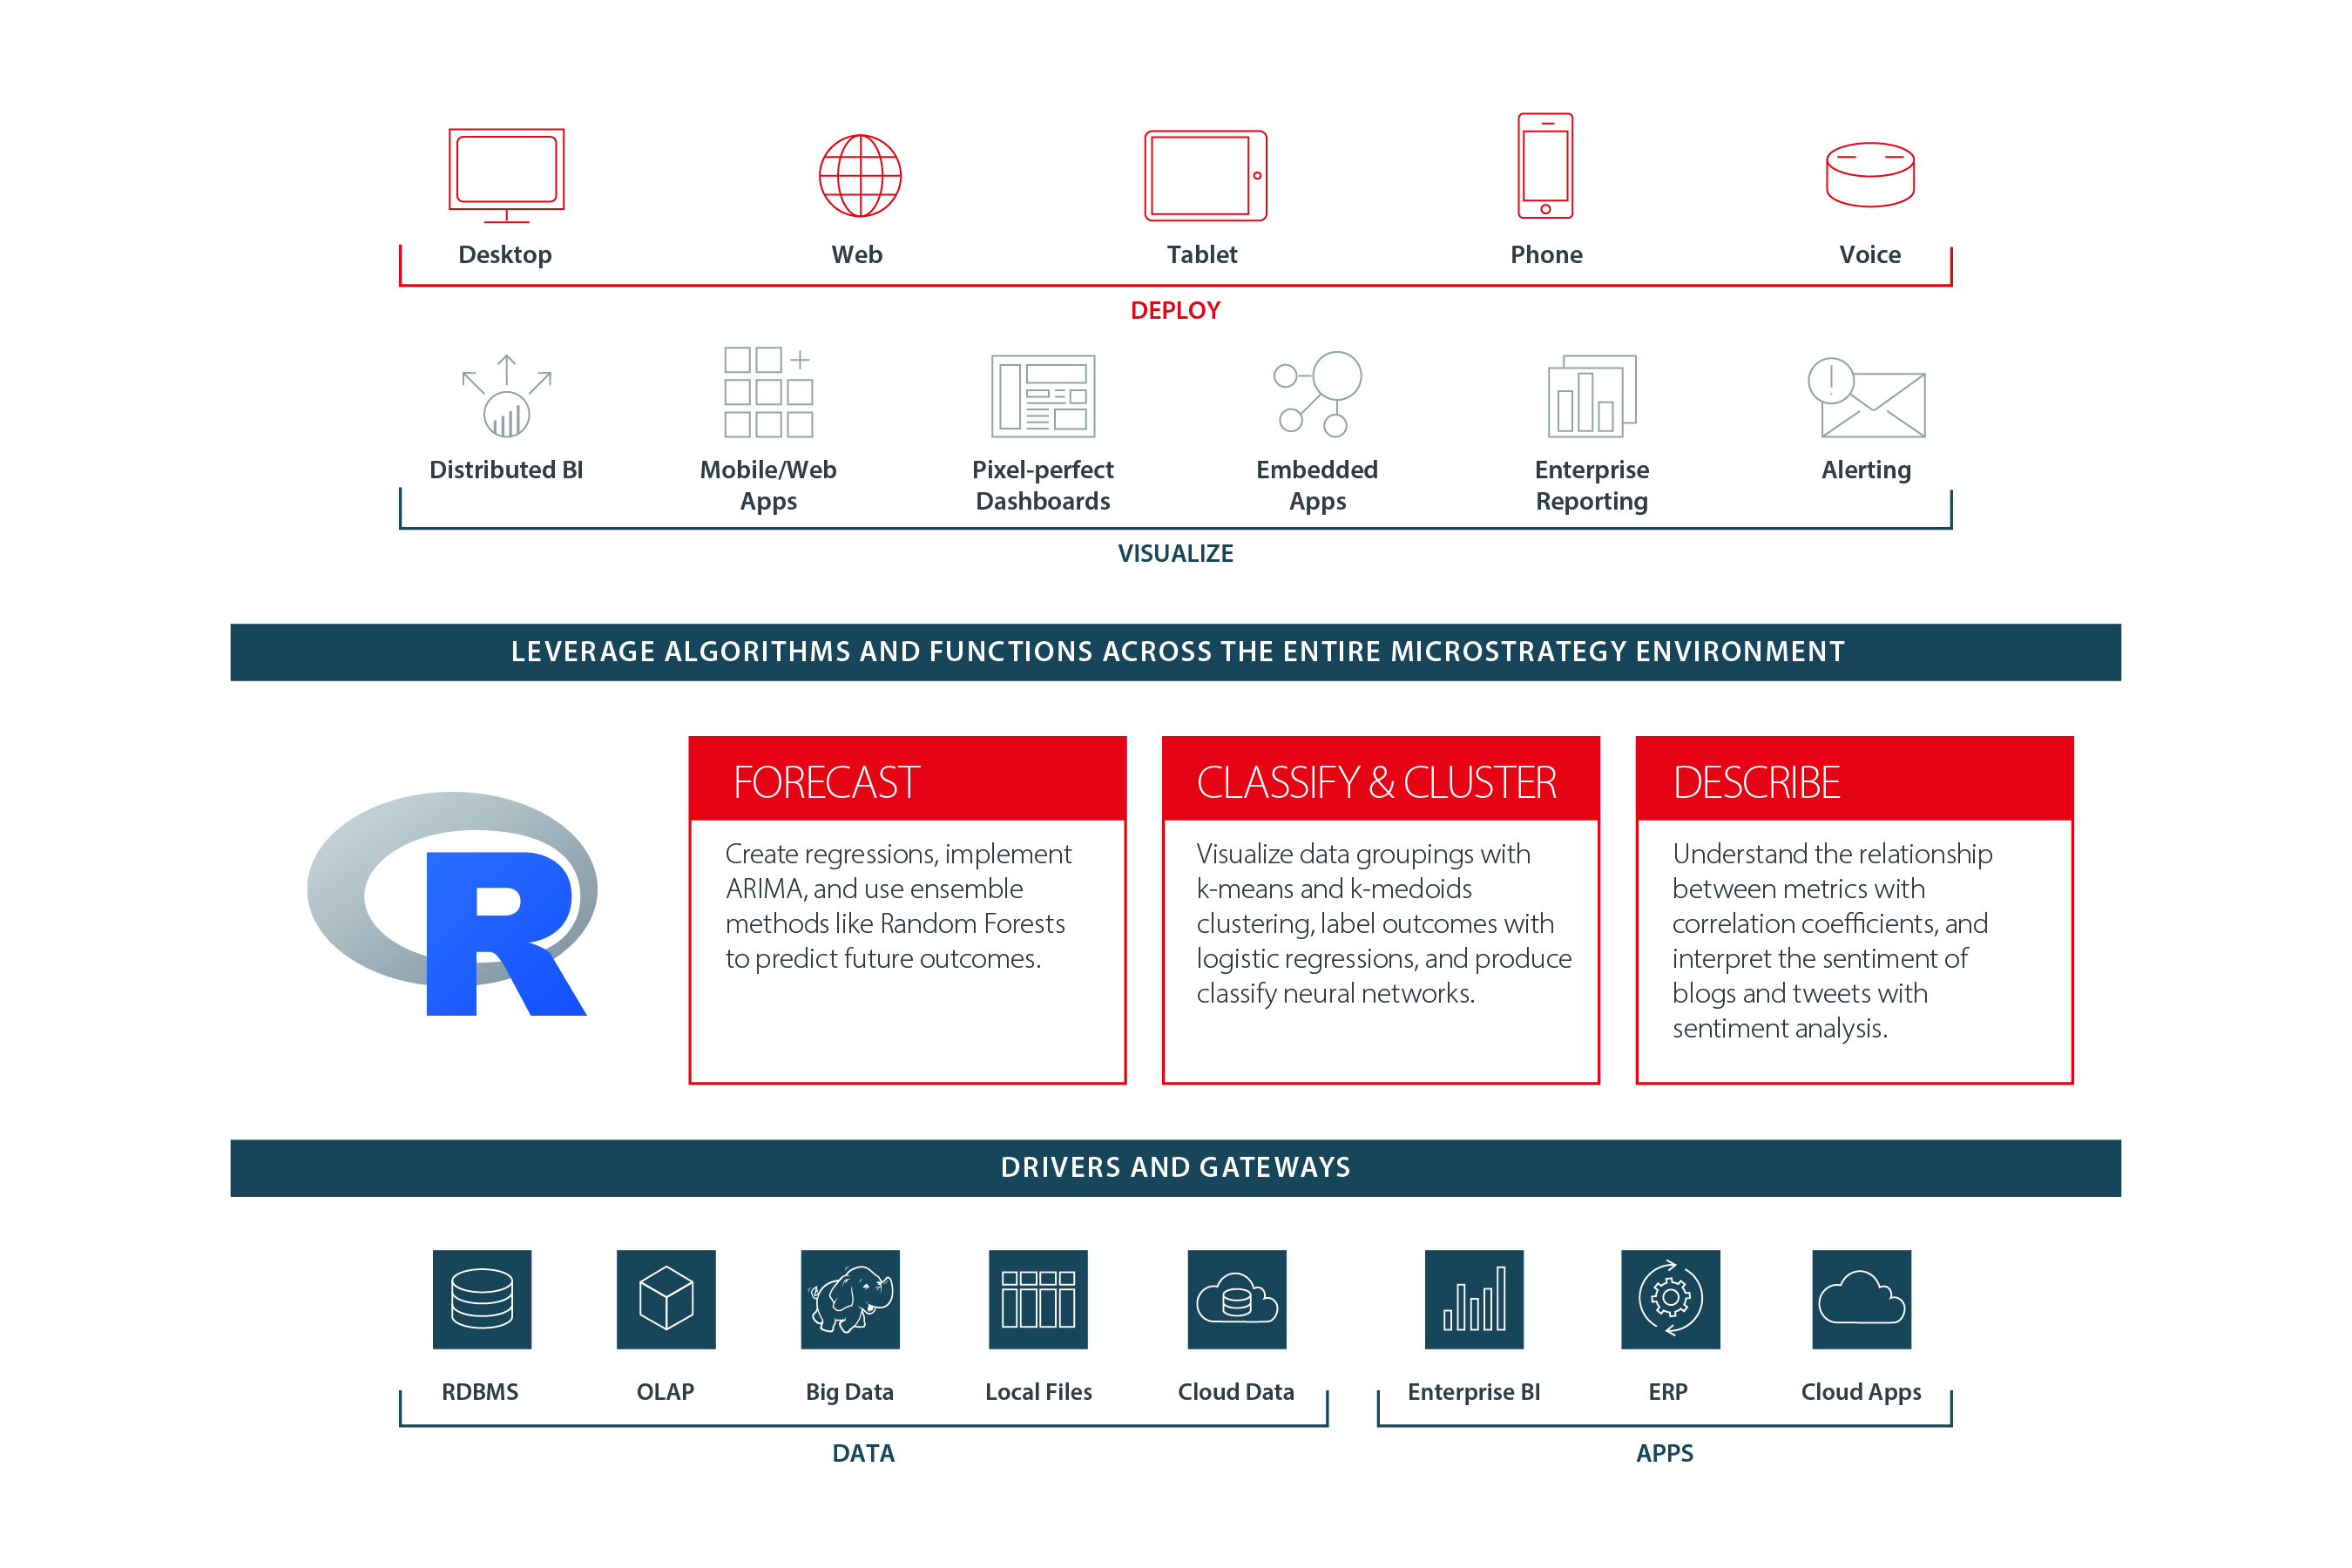 Desktop
Web
Tablet
Phone
Voice
DEPLOY
Distributed BI
Mobile/Web
Apps
Pixel-perfect
Dashboards
Embedded
Apps
Enterprise
Reporting
Alerting
VISUALIZE
LEVERAGE ALGORITHMS AND FUNCTIONS ACROSS THE ENTIRE MICROSTRATEGY ENVIRONMENT
R
FORECAST
Create regressions, implement
ARIMA, and use ensemble
methods like Random Forests
to predict future outcomes.
CLASSIFY & CLUSTER
Visualize data groupings with
k-means and k-medoids
clustering, label outcomes with
logistic regressions, and produce
classify neural networks.
DESCRIBE
Understand the relationship
between metrics with
correlation coefficients, and
interpret the sentiment of
blogs and tweets with
sentiment analysis.
DRIVERS AND GATEWAYS
RDBMS
OLAP
Big Data
Local Files
Cloud Data
DATA
Enterprise BI
ERP
Cloud Apps
APPS